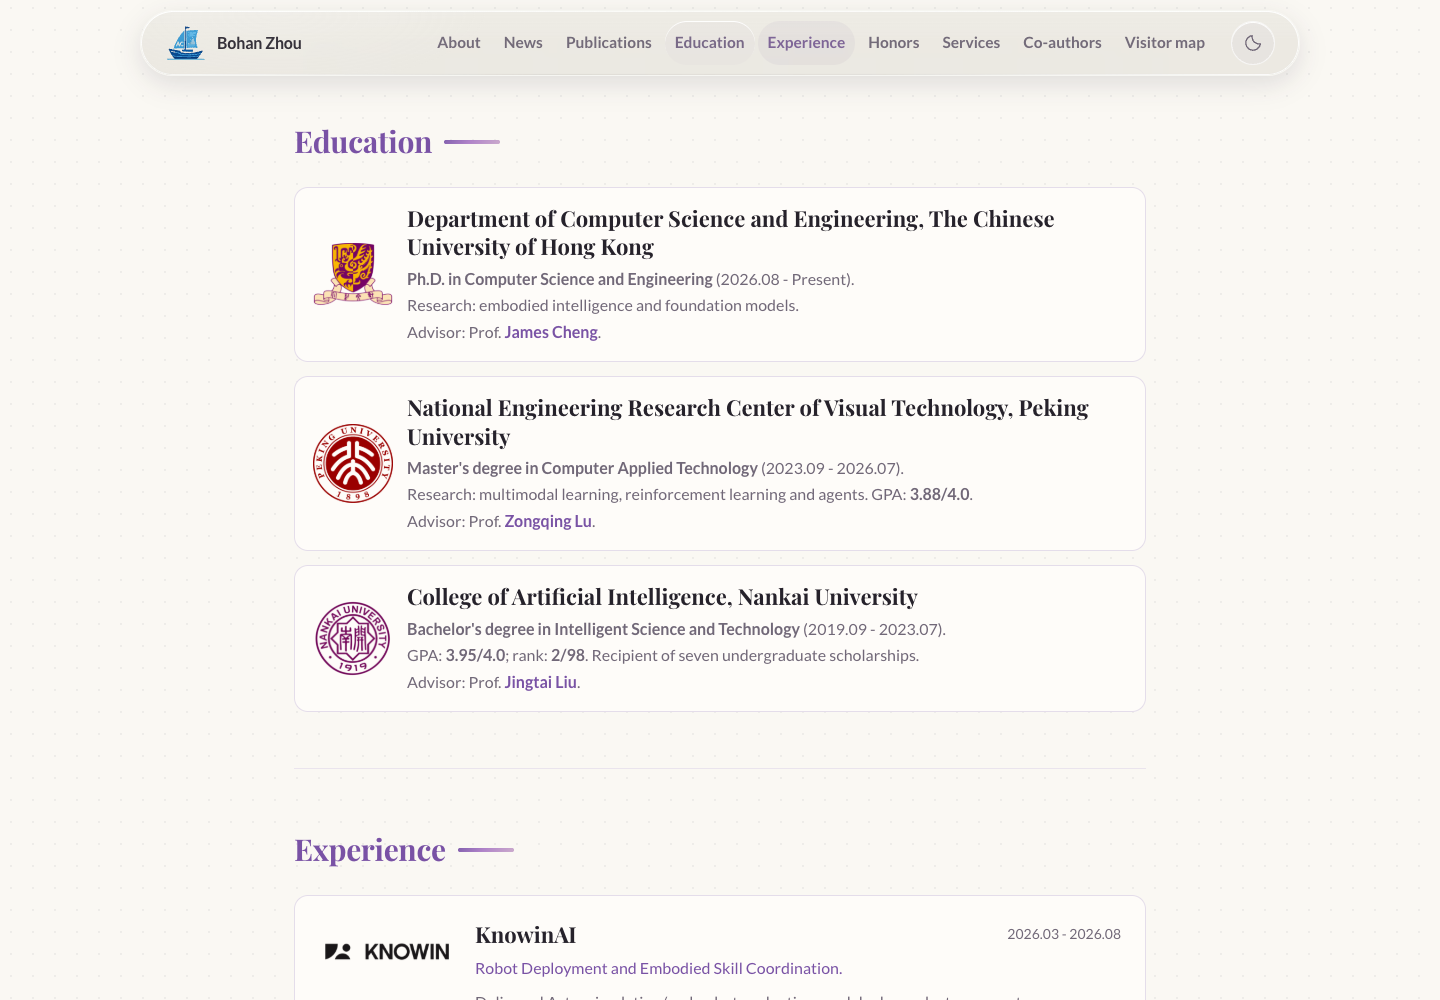 Bohan Zhou
About News Publications Education Experience Honors Services Co-authors Visitor map
Education
Department of Computer Science and Engineering, The Chinese
University of Hong Kong
Ph.D. in Computer Science and Engineering (2026.08 - Present).
Research: embodied intelligence and foundation models.
Advisor: Prof. James Cheng.
PEKING UNIVERSITY
1898
National Engineering Research Center of Visual Technology, Peking
University
Master's degree in Computer Applied Technology (2023.09 - 2026.07).
Research: multimodal learning, reinforcement learning and agents. GPA: 3.88/4.0.
Advisor: Prof. Zongqing Lu.
NANKAI UNIVERSITY
1919
College of Artificial Intelligence, Nankai University
Bachelor's degree in Intelligent Science and Technology (2019.09 - 2023.07).
GPA: 3.95/4.0; rank: 2/98. Recipient of seven undergraduate scholarships.
Advisor: Prof. Jingtai Liu.
Experience
KNOWIN
KnowinAI
2026.03 - 2026.08
Robot Deployment and Embodied Skill Coordination.